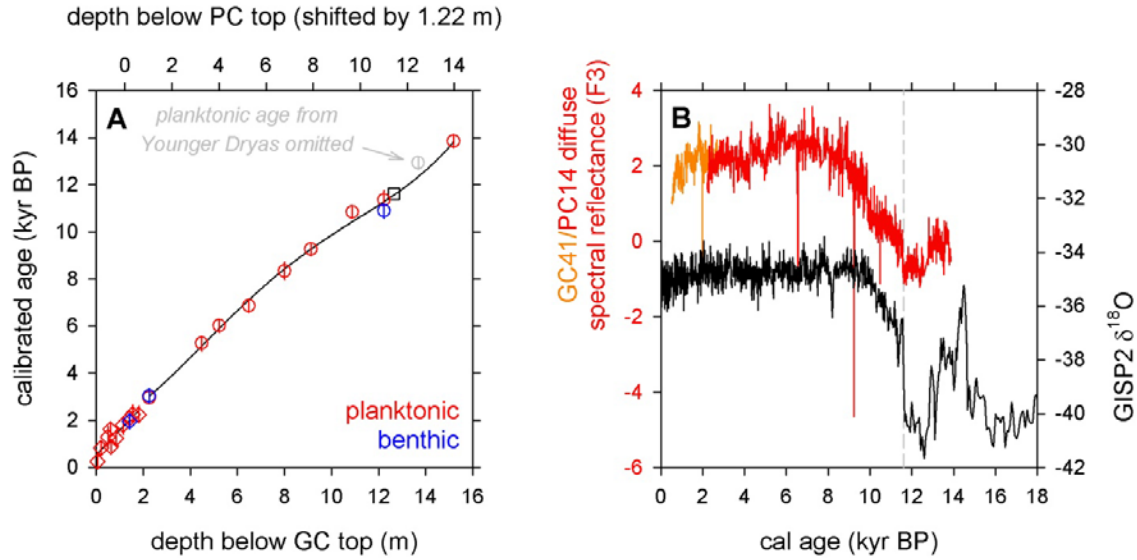 depth below PC top (shifted by 1.22 m)
0 2 4 6 8 10 12 14
A
planktonic age from
Younger Dryas omitted
calibrated age (kyr BP)
16
14
12
10
8
6
4
2
0
planktonic
benthic
0 2 4 6 8 10 12 14 16
depth below GC top (m)
B
GC41/PC14 diffuse
spectral reflectance (F3)
4
2
0
-2
-4
-6
-28
-30
-32
-34
-36
-38
-40
-42
GISP2 δ18O
0 2 4 6 8 10 12 14 16 18
cal age (kyr BP)